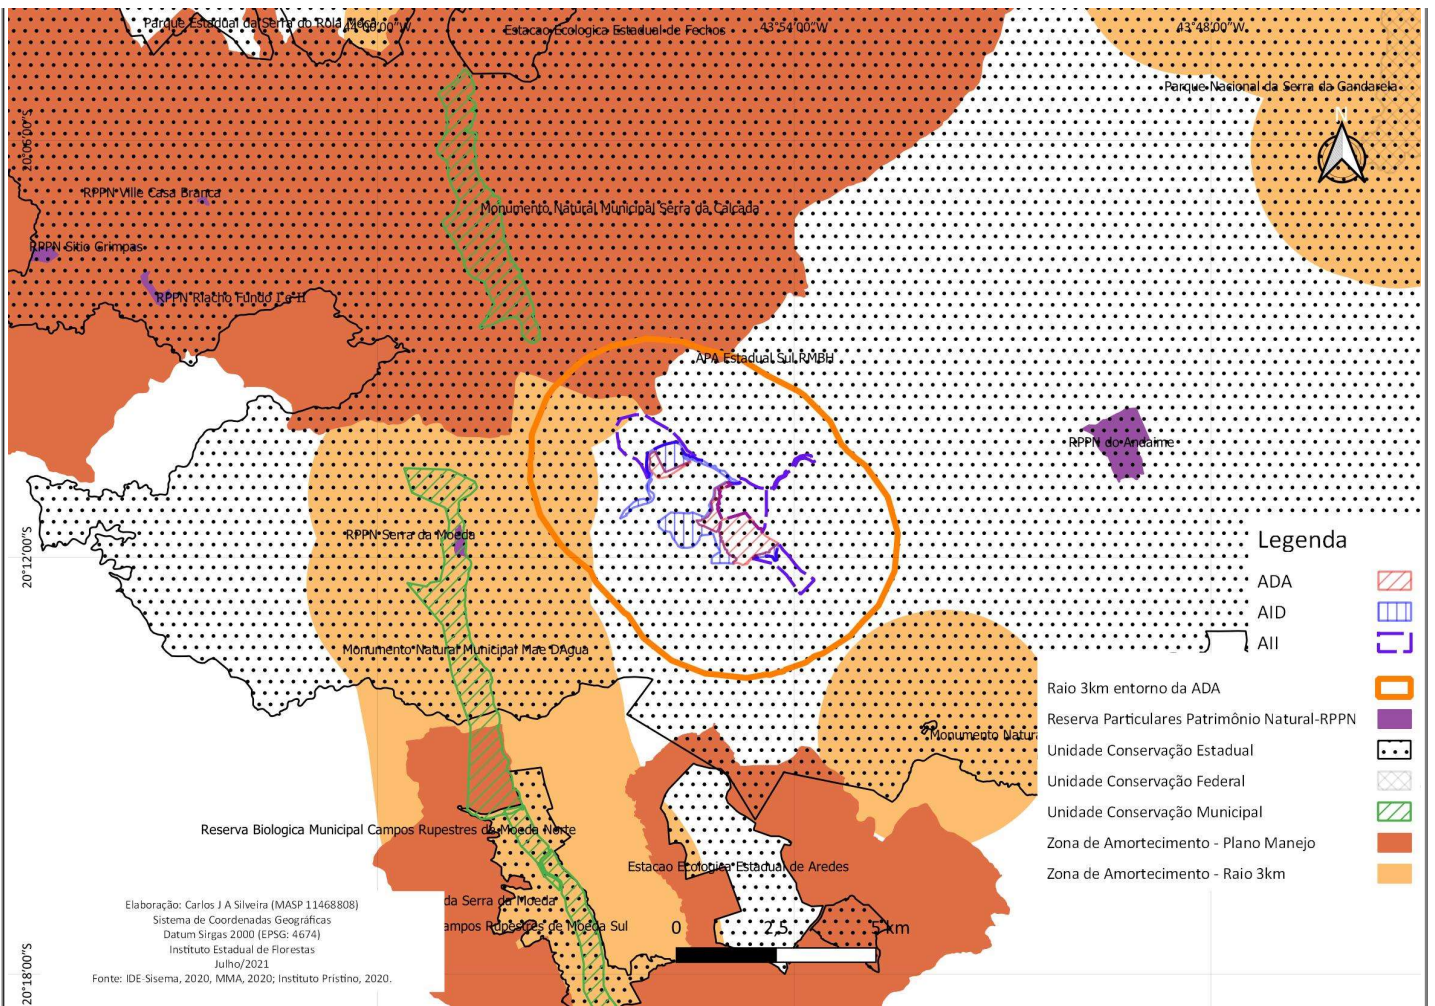 Parque Estadual da Serra do Rola Moca
44°00'00"W
Estacao Ecologica Estadual de Fechos
43°54'00"W
43°48'00"W
Parque Nacional da Serra da Gandarela
N
20°06'00"S
RPPN Ville Casa Branca
Monumento Natural Municipal Serra da Calcada
RPPN Sitio Grimpas
RPPN Riacho Fundo I e II
APA Estadual Sul RMBH
RPPN do Andaime
20°12'00"S
RPPN Serra da Moeda
Monumento Natural Municipal Mae DAgua
Monumento Natura
Reserva Biologica Municipal Campos Rupestres de Moeda Norte
Estacao Ecologica Estadual de Aredes
da Serra da Moeda
ampos Rupestres de Moeda Sul
0 2,5 5 km
20°18'00"S
Legenda
ADA
AID
AII
Raio 3km entorno da ADA
Reserva Particulares Patrimônio Natural-RPPN
Unidade Conservação Estadual
Unidade Conservação Federal
Unidade Conservação Municipal
Zona de Amortecimento - Plano Manejo
Zona de Amortecimento - Raio 3km
Elaboração: Carlos J A Silveira (MASP 11468808)
Sistema de Coordenadas Geográficas
Datum Sirgas 2000 (EPSG: 4674)
Instituto Estadual de Florestas
Julho/2021
Fonte: IDE-Sisema, 2020, MMA, 2020; Instituto Prístino, 2020.